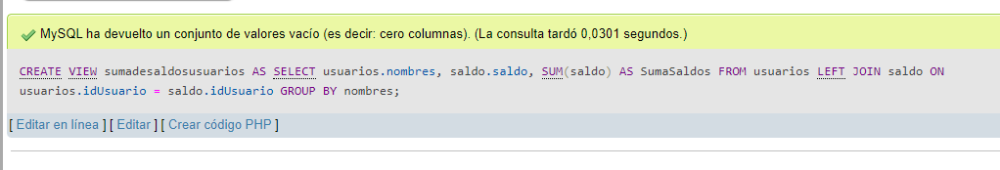 MySQL ha devuelto un conjunto de valores vacío (es decir: cero columnas). (La consulta tardó 0,0301 segundos.)
CREATE VIEW sumadesaldosusuarios AS SELECT usuarios.nombres, saldo.saldo, SUM(saldo) AS SumaSaldos FROM usuarios LEFT JOIN saldo ON
usuarios.idUsuario = saldo.idUsuario GROUP BY nombres;
[ Editar en línea ] [ Editar ] [ Crear código PHP ]